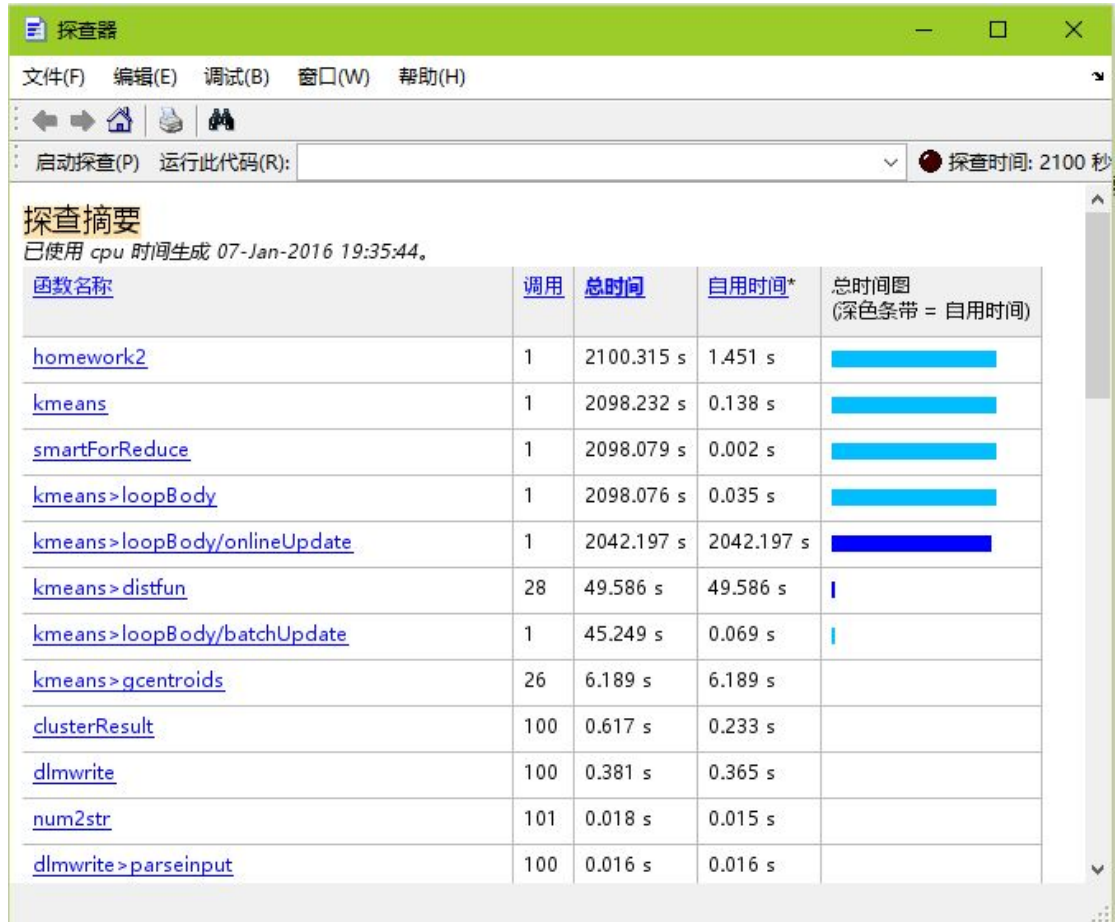 探查器
文件(F) 编辑(E) 调试(B) 窗口(W) 帮助(H)
启动探查(P) 运行此代码(R): 探查时间: 2100 秒
探查摘要
已使用 cpu 时间生成 07-Jan-2016 19:35:44。
函数名称 调用 总时间 自用时间* 总时间图
(深色条带 = 自用时间)
homework2 1 2100.315 s 1.451 s
kmeans 1 2098.232 s 0.138 s
smartForReduce 1 2098.079 s 0.002 s
kmeans>loopBody 1 2098.076 s 0.035 s
kmeans>loopBody/onlineUpdate 1 2042.197 s 2042.197 s
kmeans>distfun 28 49.586 s 49.586 s
kmeans>loopBody/batchUpdate 1 45.249 s 0.069 s
kmeans>gcentroids 26 6.189 s 6.189 s
clusterResult 100 0.617 s 0.233 s
dlmwrite 100 0.381 s 0.365 s
num2str 101 0.018 s 0.015 s
dlmwrite>parseinput 100 0.016 s 0.016 s